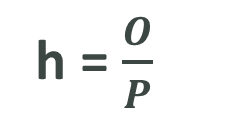 h = O/P